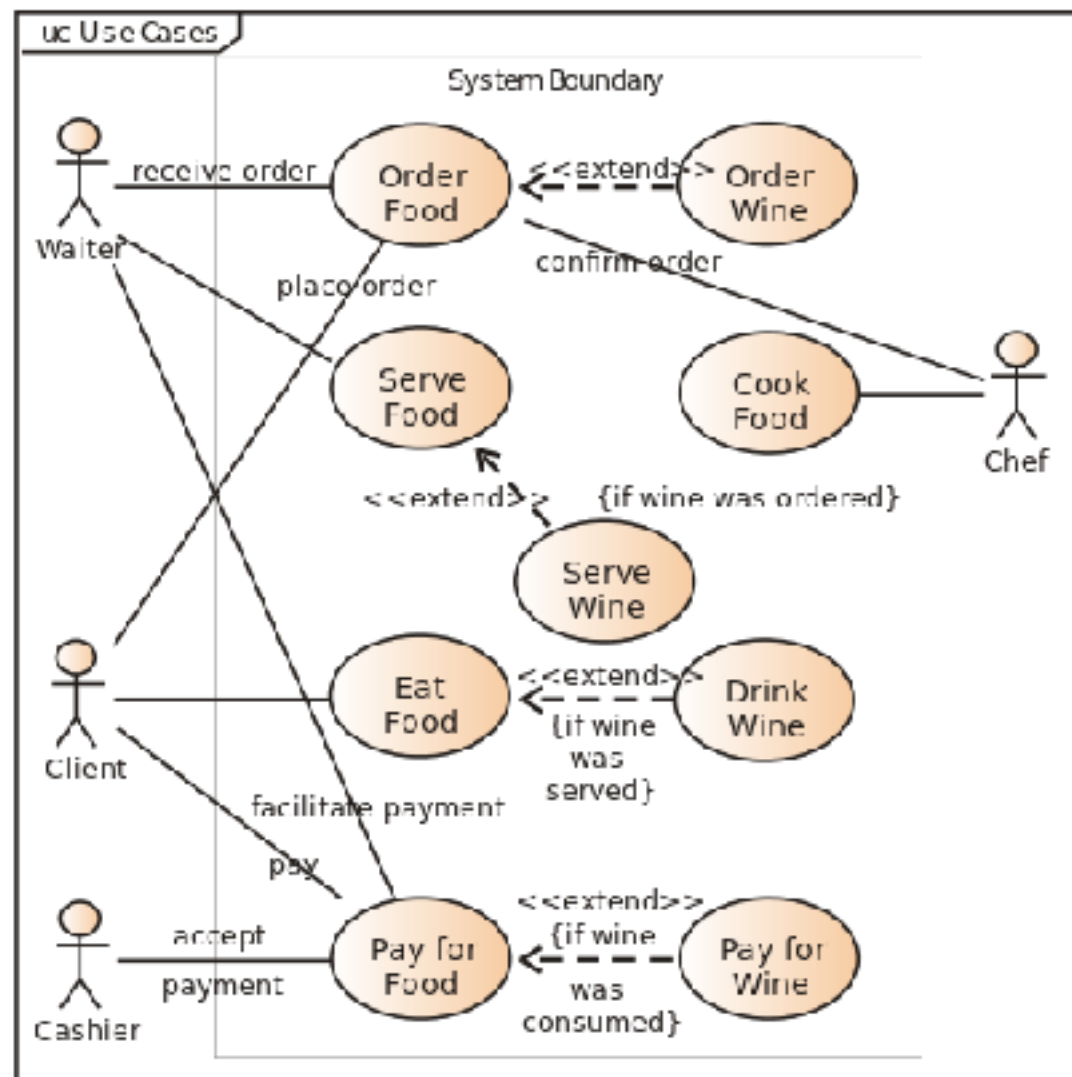 uc Use Cases
System Boundary
receive order
Order
Food
<<extend>>
Order
Wine
Waiter
confirm order
place order
Serve
Food
Cook
Food
Chef
<<extend>>
{if wine was ordered}
Serve
Wine
Eat
Food
<<extend>>
{if wine
was
served}
Drink
Wine
Client
facilitate payment
pay
accept
payment
Cashier
Pay for
Food
<<extend>>
{if wine
was
consumed}
Pay for
Wine